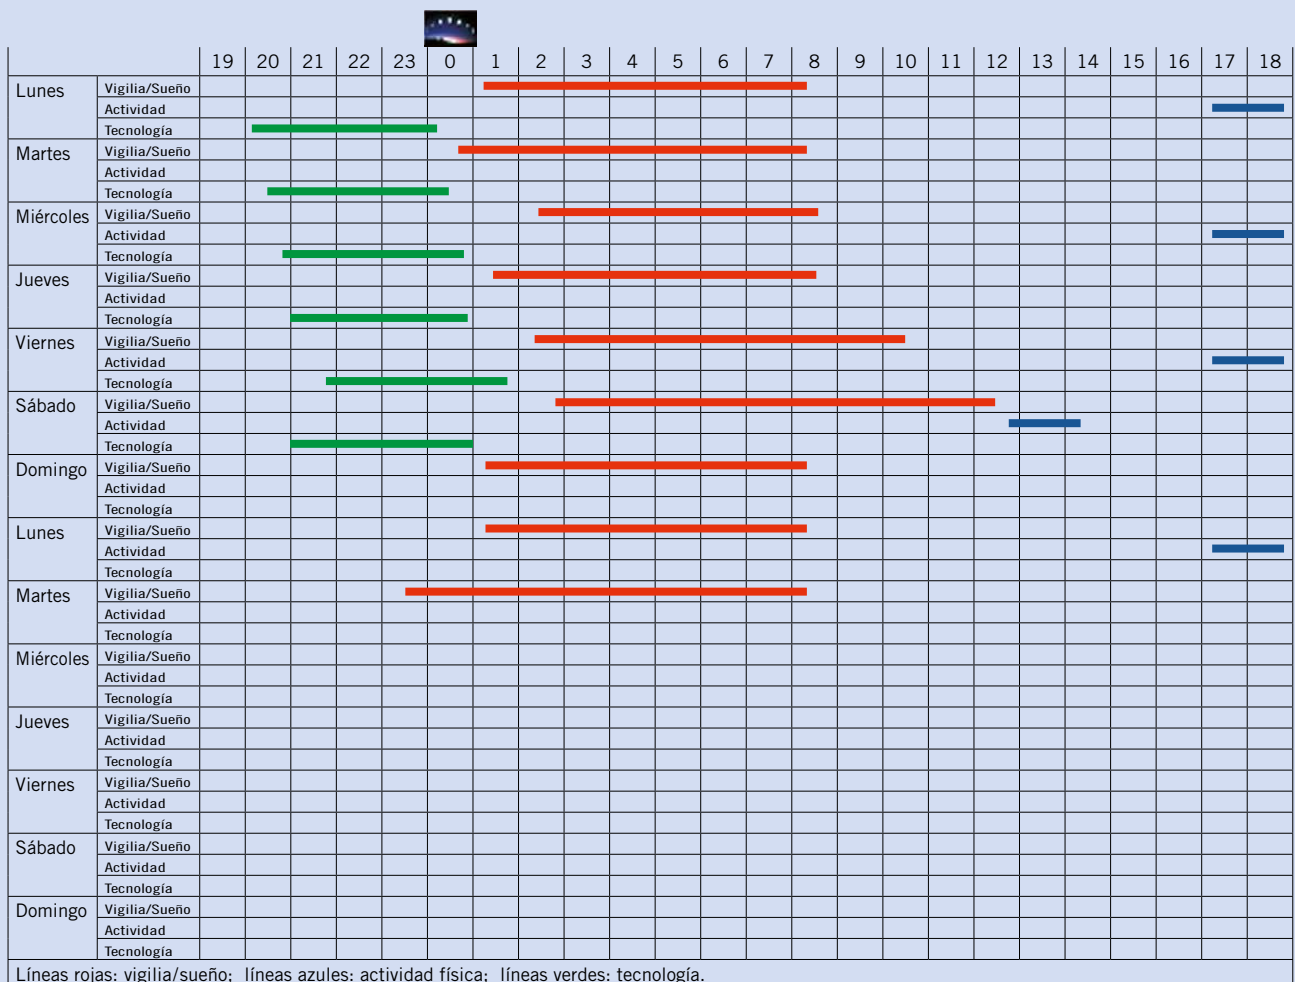 19 20 21 22 23 0 1 2 3 4 5 6 7 8 9 10 11 12 13 14 15 16 17 18
Lunes Vigilia/Sueño
Actividad
Tecnología
Martes Vigilia/Sueño
Actividad
Tecnología
Miércoles Vigilia/Sueño
Actividad
Tecnología
Jueves Vigilia/Sueño
Actividad
Tecnología
Viernes Vigilia/Sueño
Actividad
Tecnología
Sábado Vigilia/Sueño
Actividad
Tecnología
Domingo Vigilia/Sueño
Actividad
Tecnología
Lunes Vigilia/Sueño
Actividad
Tecnología
Martes Vigilia/Sueño
Actividad
Tecnología
Miércoles Vigilia/Sueño
Actividad
Tecnología
Jueves Vigilia/Sueño
Actividad
Tecnología
Viernes Vigilia/Sueño
Actividad
Tecnología
Sábado Vigilia/Sueño
Actividad
Tecnología
Domingo Vigilia/Sueño
Actividad
Tecnología
Líneas rojas: vigilia/sueño; líneas azules: actividad física; líneas verdes: tecnología.